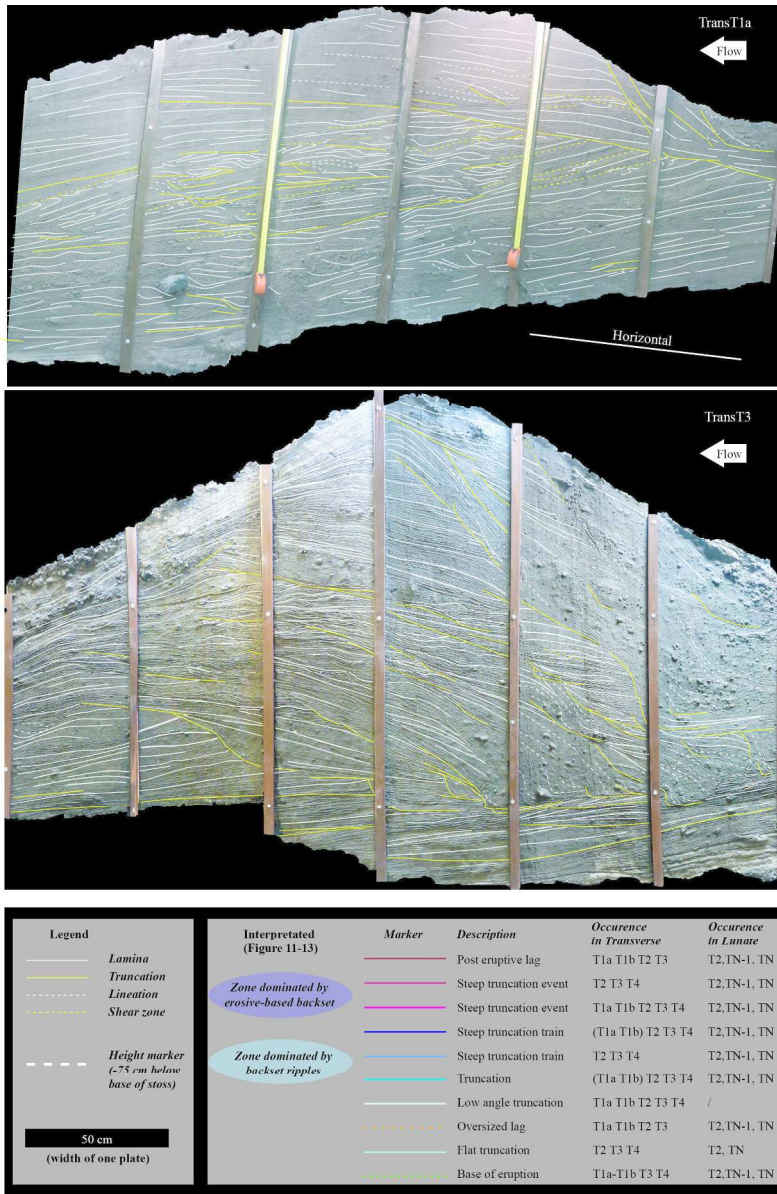 TransT1a
Flow
Horizontal
TransT3
Flow
Legend
Lamina
Truncation
Lineation
Shear zone
Height marker
(-75 cm below
base of stoss)
50 cm
(width of one plate)
Interpretated
(Figure 11-13)
Zone dominated by
erosive-based backset
Zone dominated by
backset ripples
Marker Description Occurence in Transverse Occurence in Lunate
Post eruptive lag T1a T1b T2 T3 T2,TN-1, TN
Steep truncation event T2 T3 T4 T2,TN-1, TN
Steep truncation event T1a T1b T2 T3 T4 T2,TN-1, TN
Steep truncation train (T1a T1b) T2 T3 T4 T2,TN-1, TN
Steep truncation train T2 T3 T4 T2,TN-1, TN
Truncation (T1a T1b) T2 T3 T4 T2,TN-1, TN
Low angle truncation T1a T1b T2 T3 T4 /
Oversized lag T1a T1b T2 T3 T2,TN-1, TN
Flat truncation T2 T3 T4 T2, TN
Base of eruption T1a-T1b T3 T4 T2,TN-1, TN